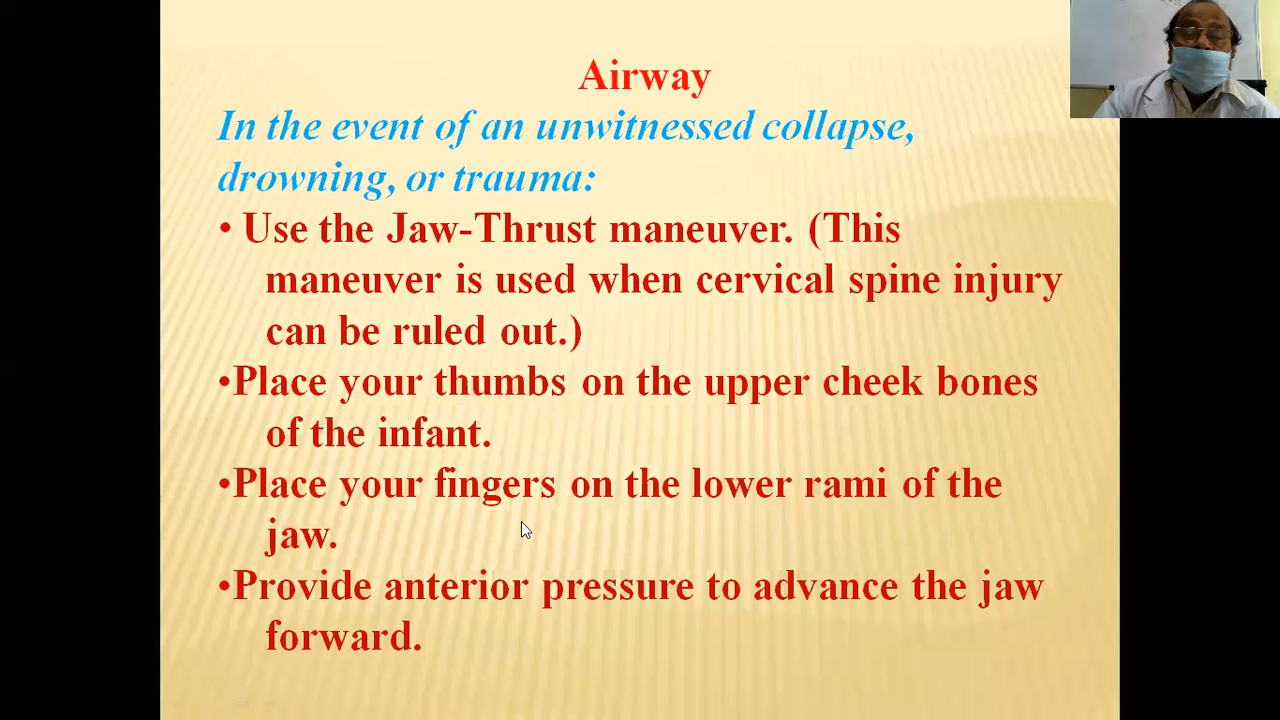 Airway
In the event of an unwitnessed collapse,
drowning, or trauma:
• Use the Jaw-Thrust maneuver. (This
maneuver is used when cervical spine injury
can be ruled out.)
•Place your thumbs on the upper cheek bones
of the infant.
•Place your fingers on the lower rami of the
jaw.
•Provide anterior pressure to advance the jaw
forward.